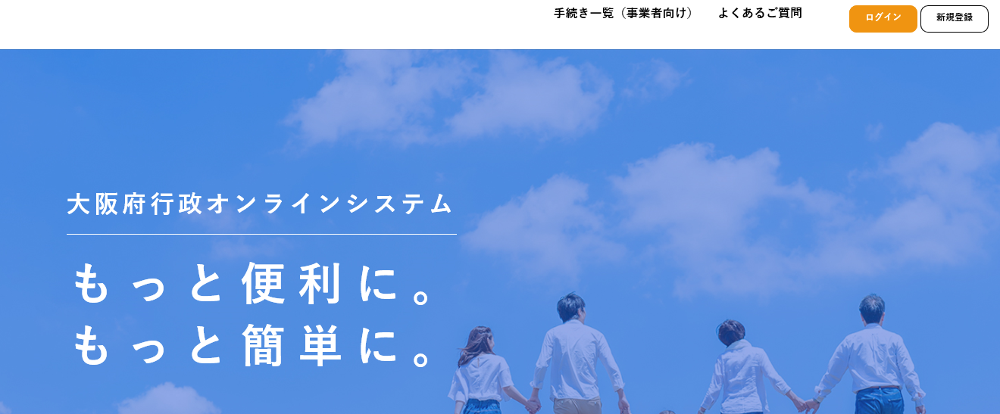 手続き一覧（事業者向け）
よくあるご質問
ログイン
新規登録
大阪府行政オンラインシステム
もっと便利に。
もっと簡単に。